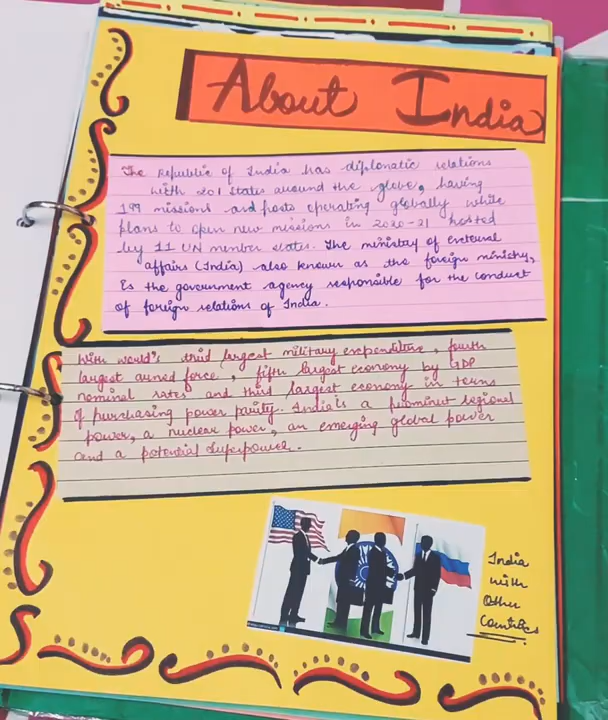 About India
The Republic of India has diplomatic relations
with 201 states around the globe, having
199 missions and posts operating globally while
plans to open new missions in 2020-21 hosted
by 11 UN member states. The ministry of External
affairs (India) also known as the foreign ministry,
Is the government agency responsible for the conduct
of foreign relations of India.
With world's third largest military expenditure, fourth
largest armed force, fifth largest economy by GDP
nominal rates and third largest economy in terms
of purchasing power parity. India is a prominent regional
power, a nuclear power, an emerging global power
and a potential superpower.
India
with
Other
Countries